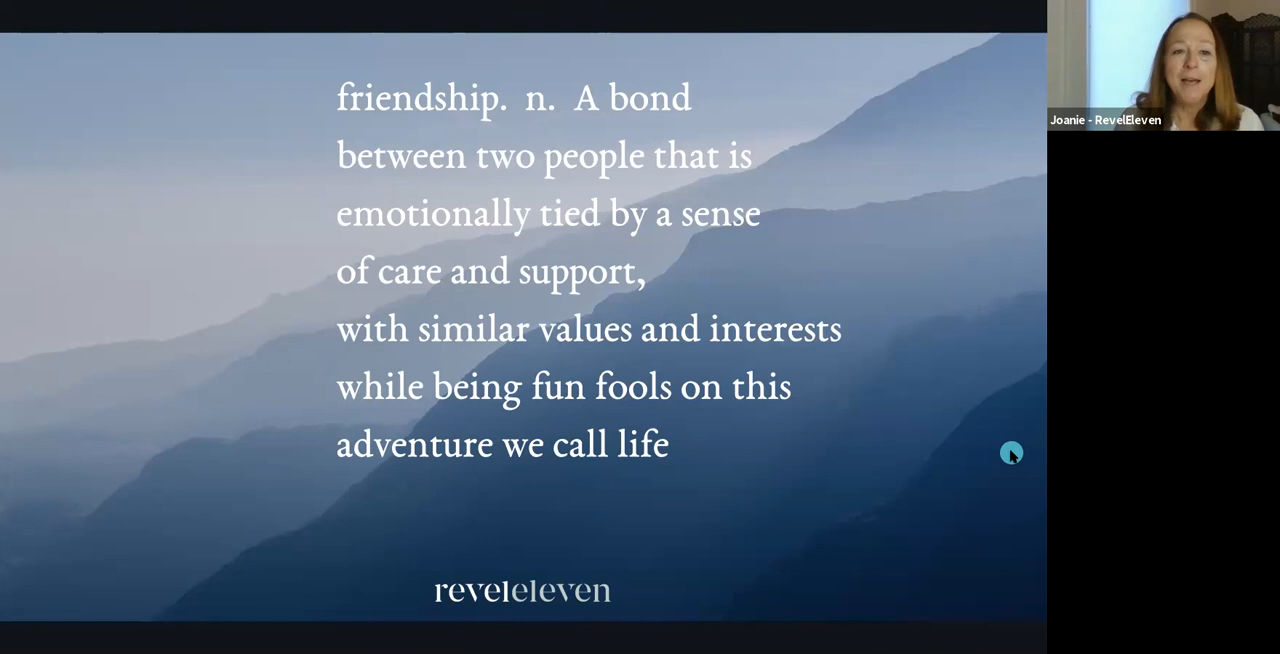 friendship. n. A bond
between two people that is
emotionally tied by a sense
of care and support,
with similar values and interests
while being fun fools on this
adventure we call life
reveleleven
Joanie - RevelEleven